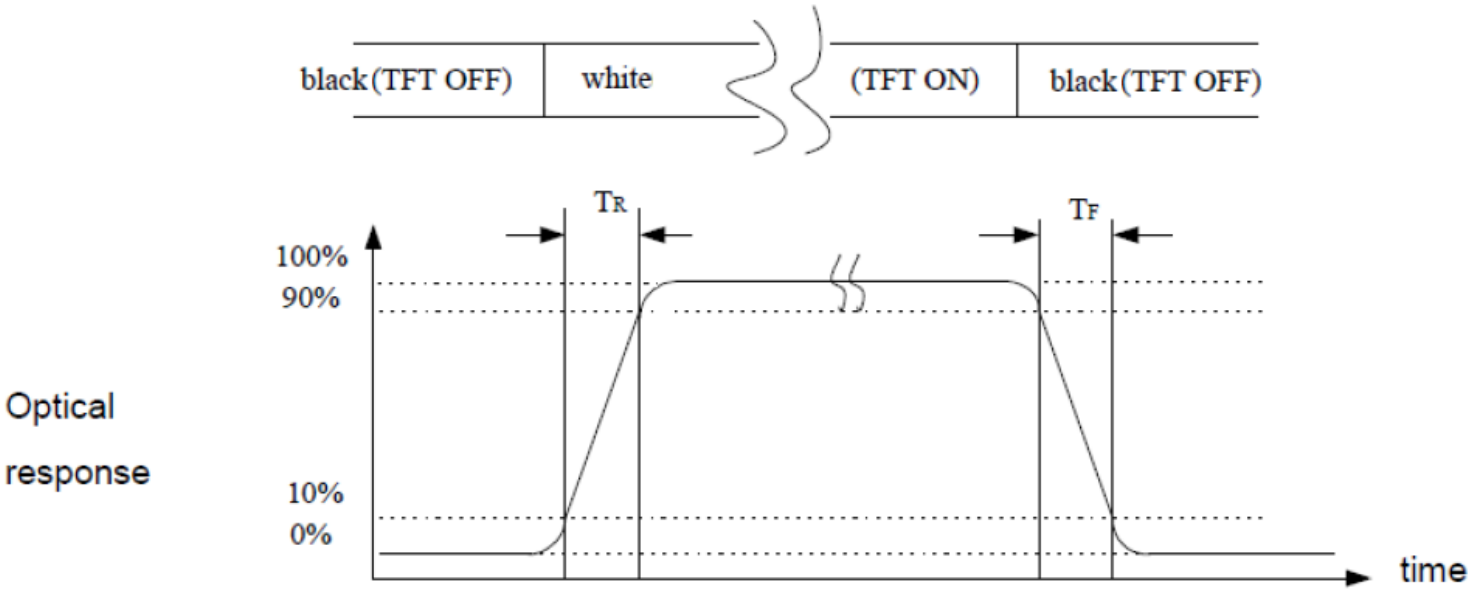 black(TFT OFF) white (TFT ON) black(TFT OFF)
TR TF
100%
90%
Optical
response
10%
0%
time